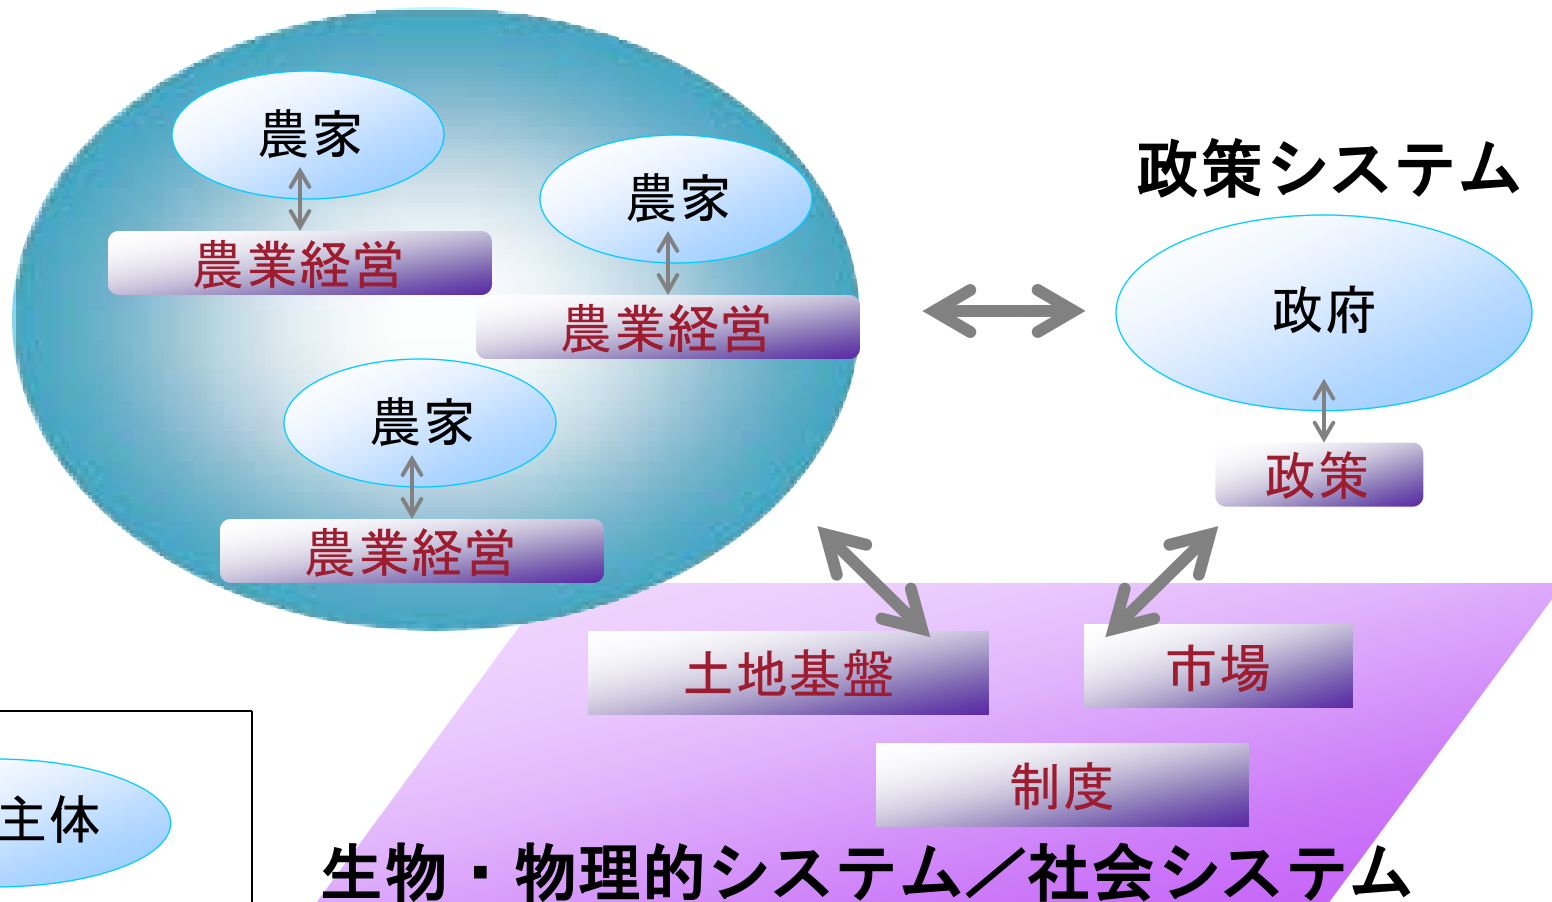 農家
農業経営
農家
農業経営
農家
農業経営
政策システム
政府
政策
土地基盤
市場
制度
生物・物理的システム／社会システム
主体